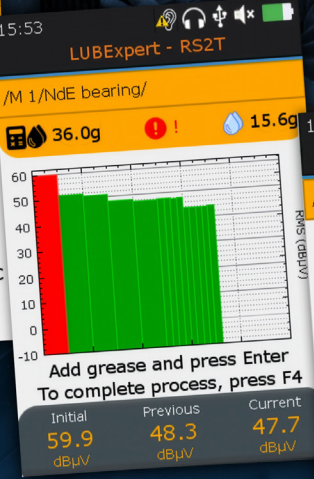 15:53
LUBExpert - RS2T
/M 1/NdE bearing/
36.0g ! ! 15.6g
60
50
40
30
20
10
0
-10
RMS (dBµV)
Add grease and press Enter
To complete process, press F4
Initial Previous Current
59.9 48.3 47.7
dBµV dBµV dBµV